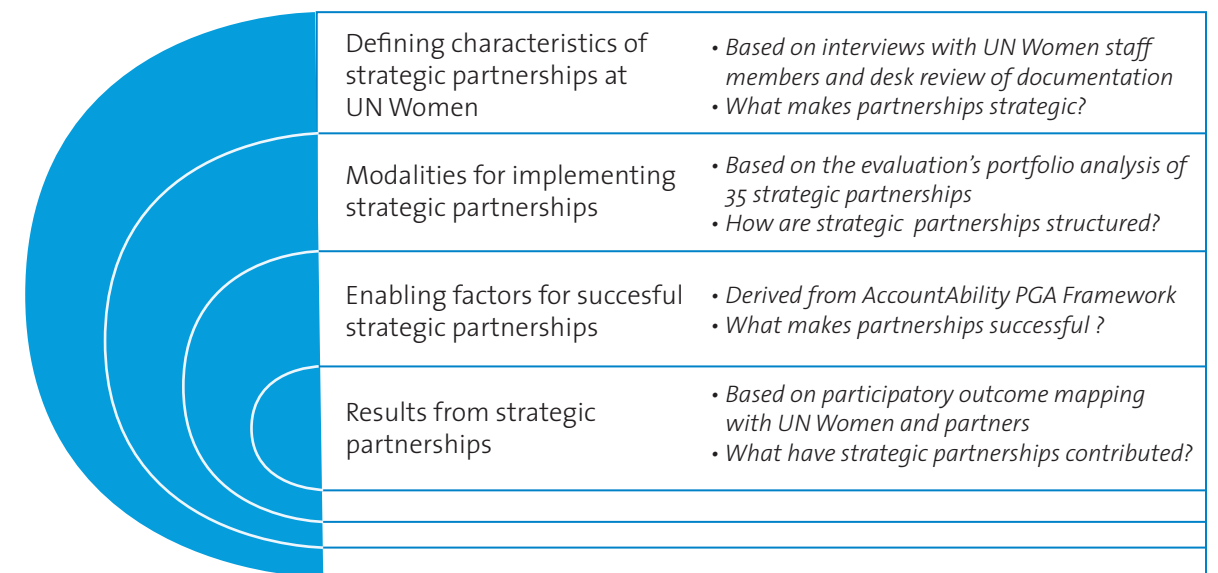 Defining characteristics of
strategic partnerships at
UN Women
• Based on interviews with UN Women staff
members and desk review of documentation
• What makes partnerships strategic?
Modalities for implementing
strategic partnerships
• Based on the evaluation’s portfolio analysis of
35 strategic partnerships
• How are strategic partnerships structured?
Enabling factors for succesful
strategic partnerships
• Derived from AccountAbility PGA Framework
• What makes partnerships successful ?
Results from strategic
partnerships
• Based on participatory outcome mapping
with UN Women and partners
• What have strategic partnerships contributed?